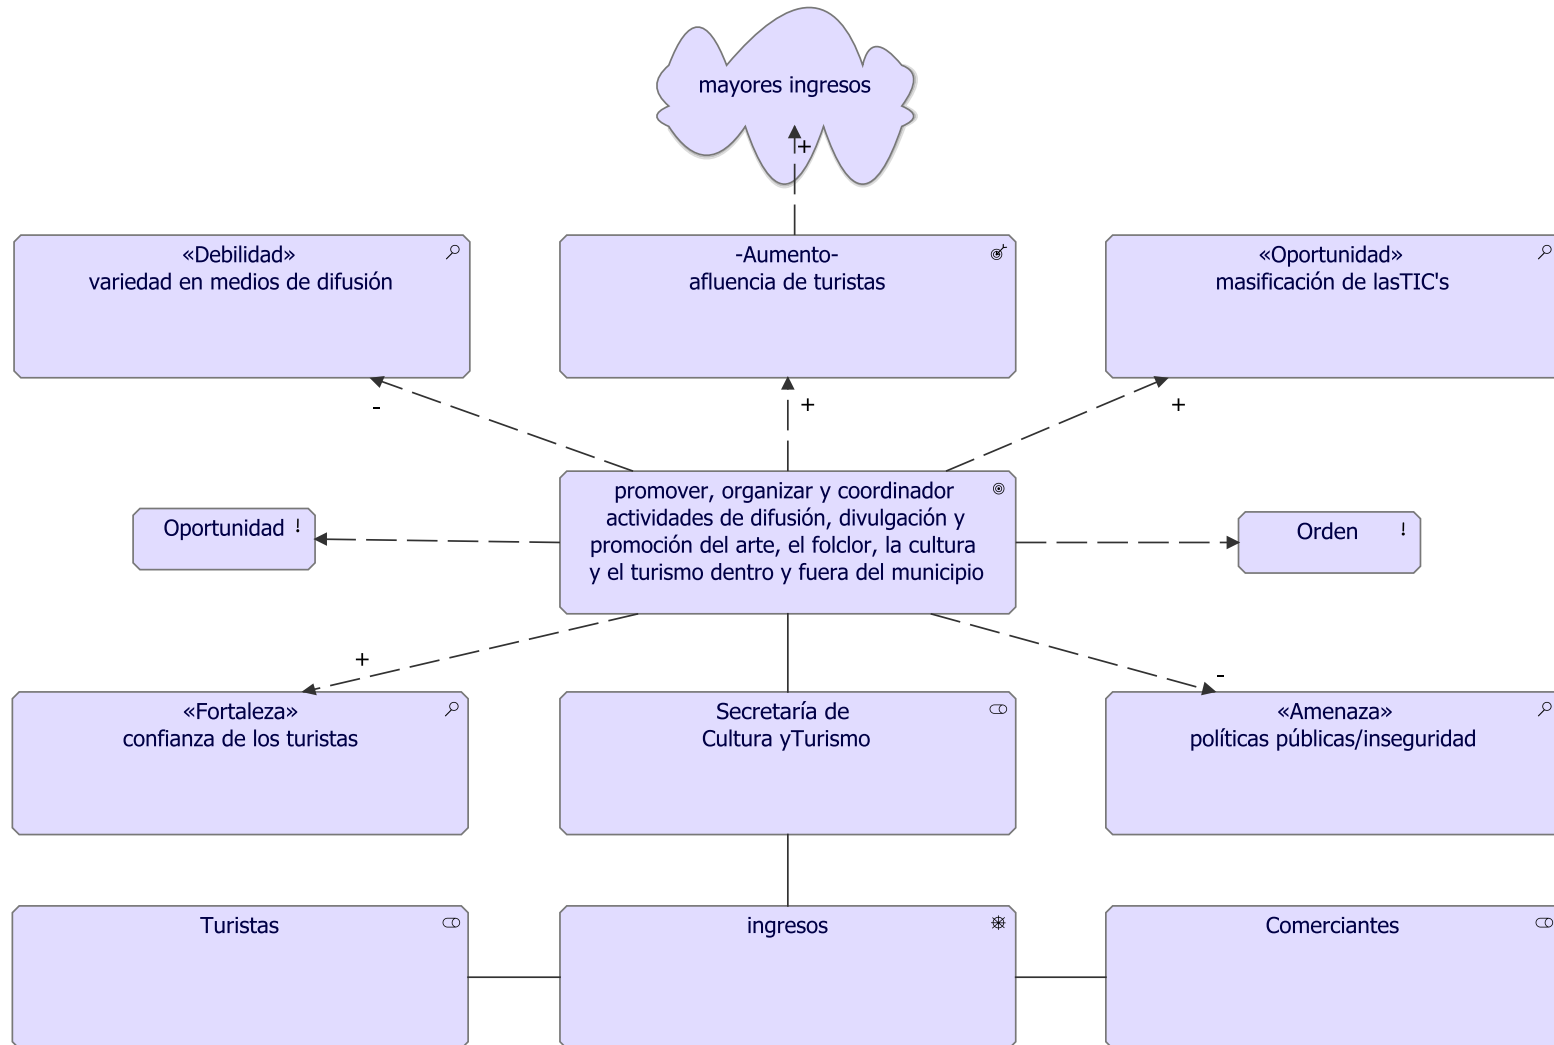 mayores ingresos
+
«Debilidad»
variedad en medios de difusión
-Aumento-
afluencia de turistas
«Oportunidad»
masificación de lasTIC's
-
+
+
promover, organizar y coordinador
actividades de difusión, divulgación y
promoción del arte, el folclor, la cultura
y el turismo dentro y fuera del municipio
Oportunidad !
Orden !
+
-
«Fortaleza»
confianza de los turistas
Secretaría de
Cultura yTurismo
«Amenaza»
políticas públicas/inseguridad
Turistas
ingresos
Comerciantes